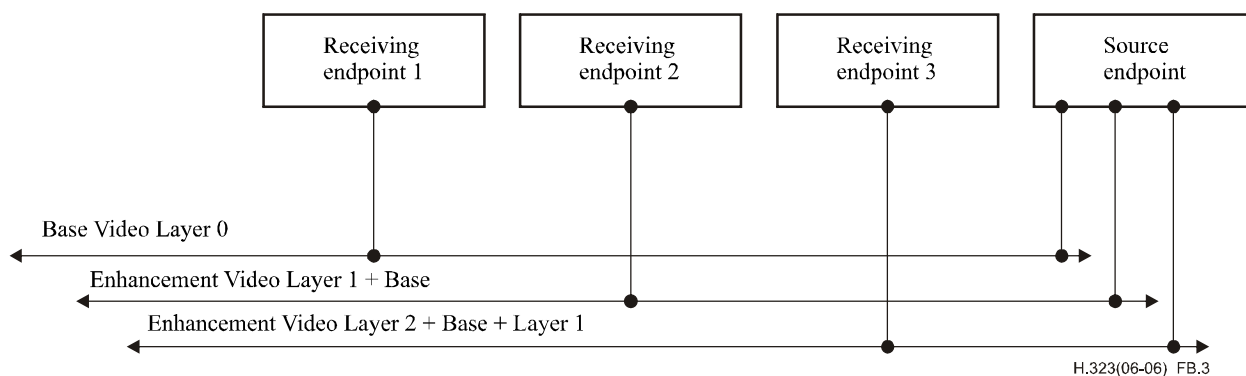 Receiving
endpoint 1
Receiving
endpoint 2
Receiving
endpoint 3
Source
endpoint
Base Video Layer 0
Enhancement Video Layer 1 + Base
Enhancement Video Layer 2 + Base + Layer 1
H.323(06-06) FB.3